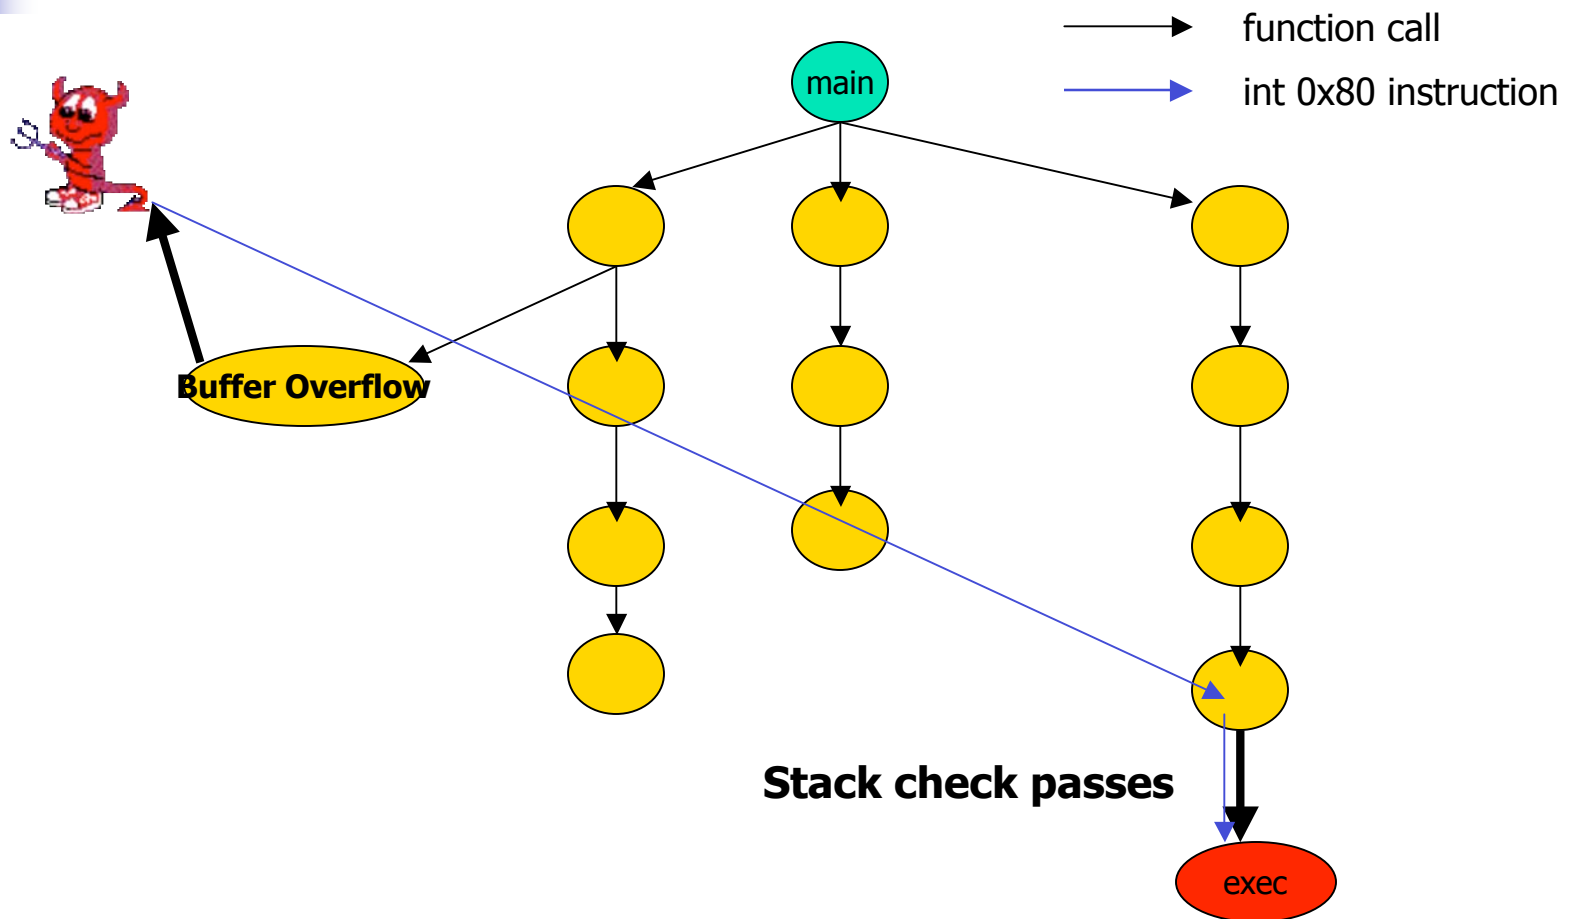 function call
main
int 0x80 instruction
Buffer Overflow
Stack check passes
exec